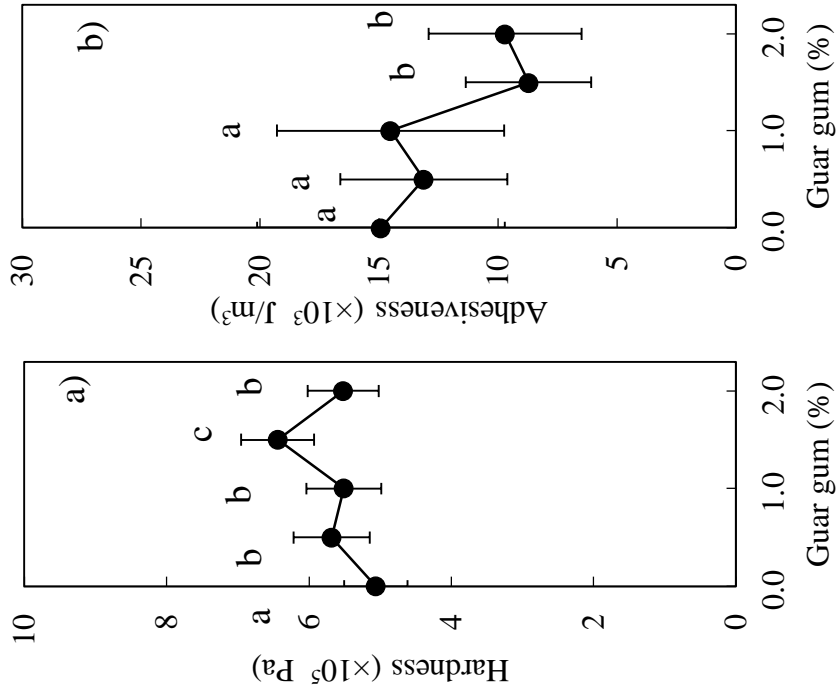 a)
10
8
6
4
2
0
Hardness (×10⁵ Pa)
a
b
b
c
b
0.0
1.0
2.0
Guar gum (%)
b)
30
25
20
15
10
5
0
Adhesiveness (×10³ J/m³)
a
a
a
b
b
0.0
1.0
2.0
Guar gum (%)